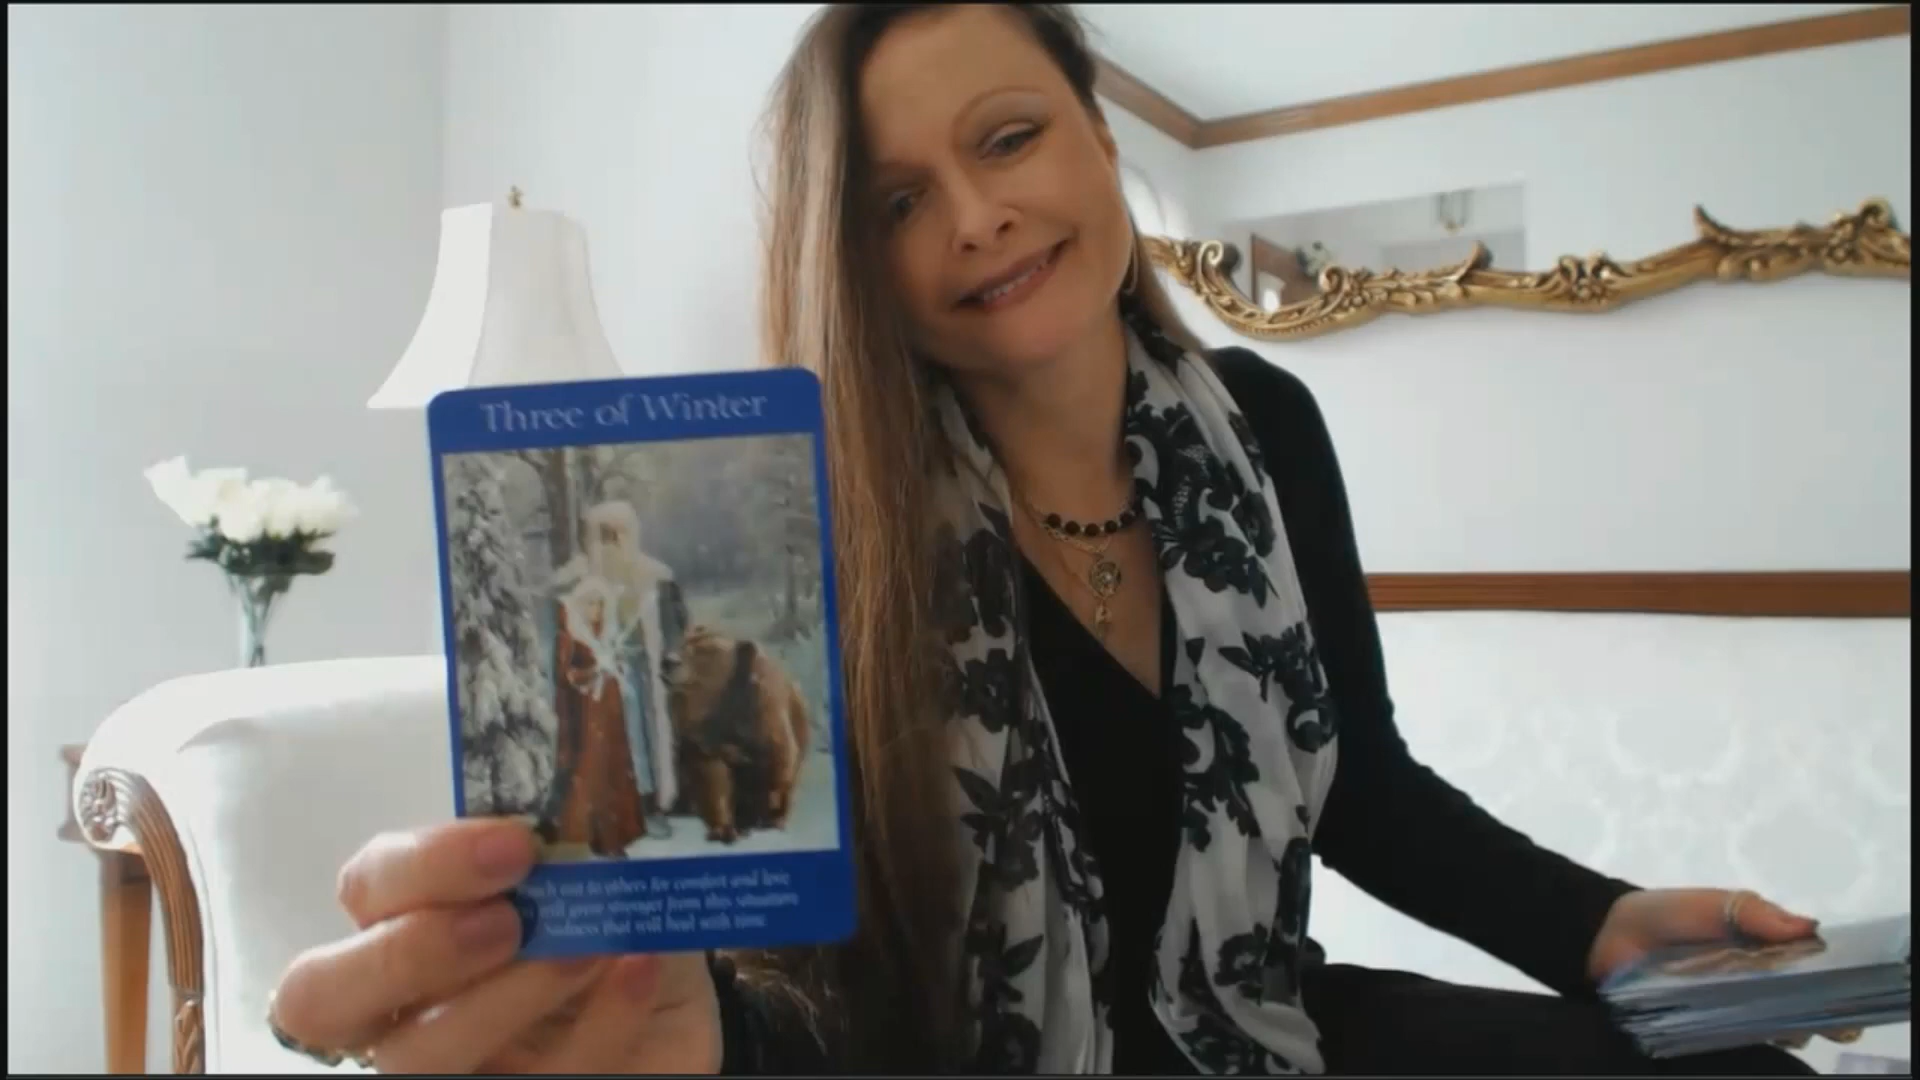 Three of Winter
out to others for comfort and love
will grow stronger from this situation
Sadness that will heal with time